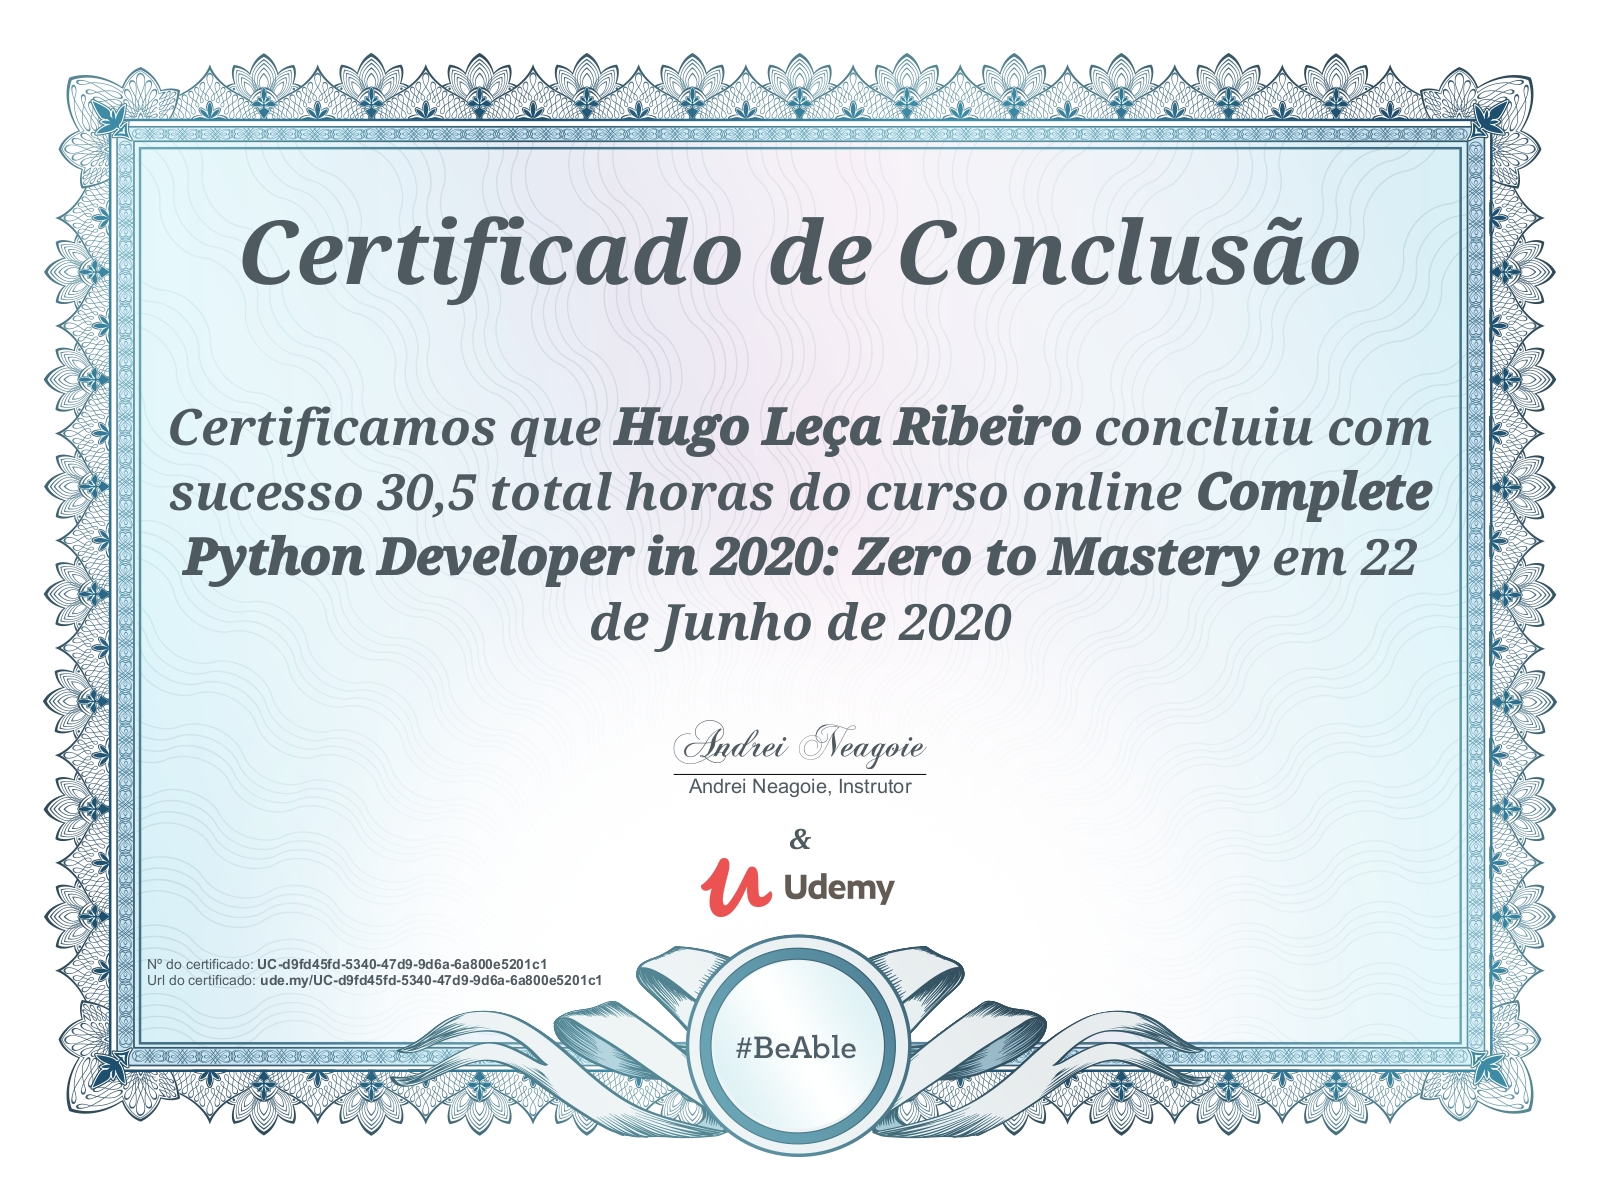 Certificado de Conclusão
Certificamos que Hugo Leça Ribeiro concluiu com
sucesso 30,5 total horas do curso online Complete
Python Developer in 2020: Zero to Mastery em 22
de Junho de 2020
Andrei Neagoie
Andrei Neagoie, Instrutor
&
Udemy
Nº do certificado: UC-d9fd45fd-5340-47d9-9d6a-6a800e5201c1
Url do certificado: ude.my/UC-d9fd45fd-5340-47d9-9d6a-6a800e5201c1
#BeAble